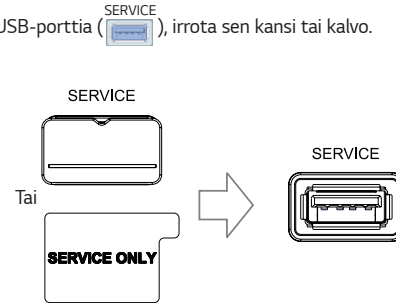 SERVICE
USB-porttia ( ), irrota sen kansi tai kalvo.
SERVICE
Tai
SERVICE ONLY
SERVICE